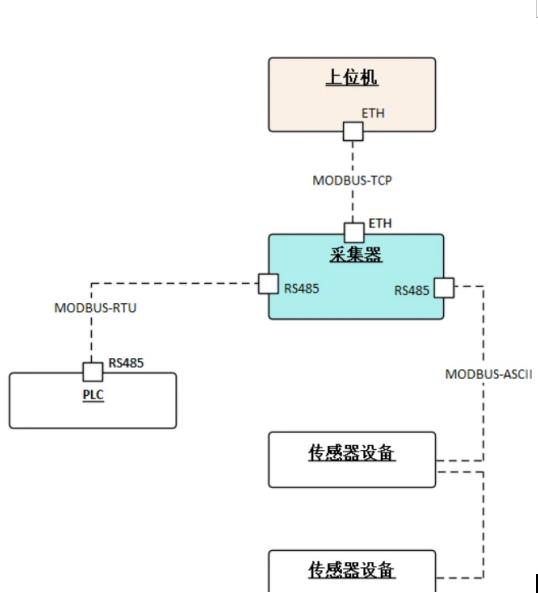 上位机
ETH
MODBUS-TCP
ETH
采集器
RS485
RS485
MODBUS-RTU
RS485
PLC
MODBUS-ASCII
传感器设备
传感器设备